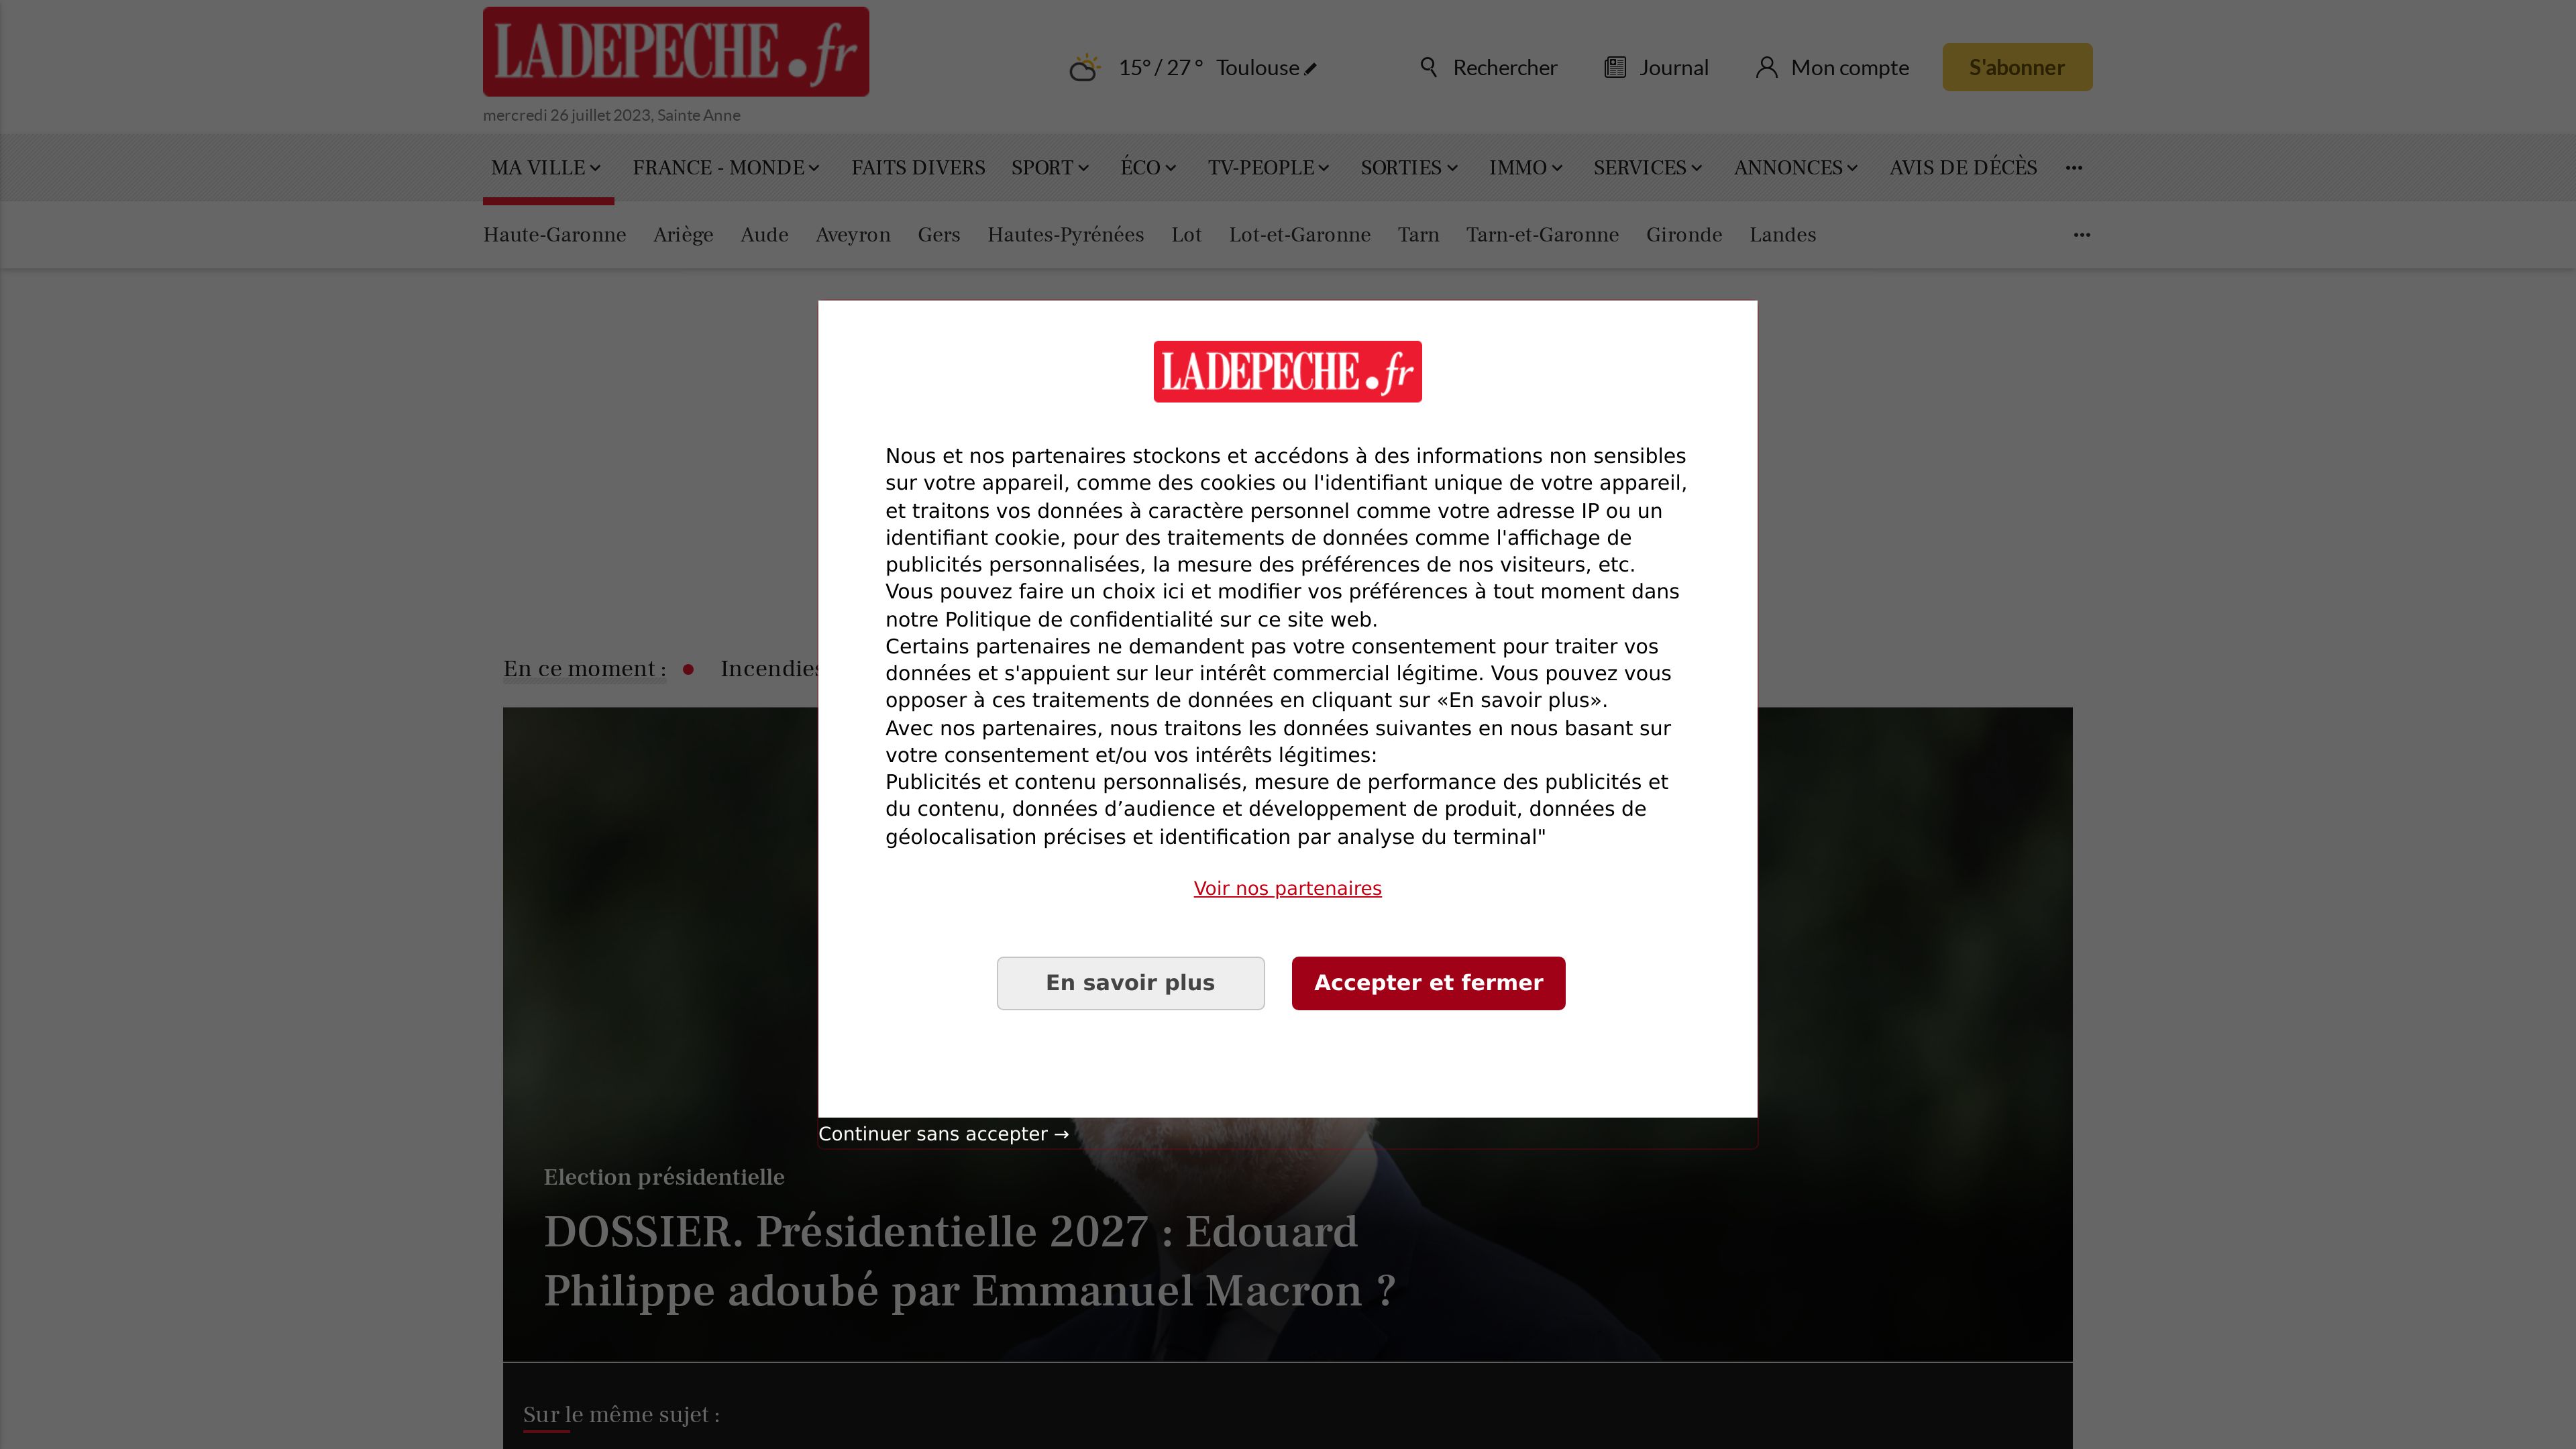 LADEPECHE.fr
15° / 27 ° Toulouse
Rechercher
Journal
Mon compte
S'abonner
mercredi 26 juillet 2023, Sainte Anne
MA VILLE FRANCE - MONDE FAITS DIVERS SPORT ÉCO TV-PEOPLE SORTIES IMMO SERVICES ANNONCES AVIS DE DÉCÈS ...
Haute-Garonne Ariège Aude Aveyron Gers Hautes-Pyrénées Lot Lot-et-Garonne Tarn Tarn-et-Garonne Gironde Landes ...
LADEPECHE.fr
Nous et nos partenaires stockons et accédons à des informations non sensibles
sur votre appareil, comme des cookies ou l'identifiant unique de votre appareil,
et traitons vos données à caractère personnel comme votre adresse IP ou un
identifiant cookie, pour des traitements de données comme l'affichage de
publicités personnalisées, la mesure des préférences de nos visiteurs, etc.
Vous pouvez faire un choix ici et modifier vos préférences à tout moment dans
notre Politique de confidentialité sur ce site web.
Certains partenaires ne demandent pas votre consentement pour traiter vos
données et s'appuient sur leur intérêt commercial légitime. Vous pouvez vous
opposer à ces traitements de données en cliquant sur «En savoir plus».
Avec nos partenaires, nous traitons les données suivantes en nous basant sur
votre consentement et/ou vos intérêts légitimes:
Publicités et contenu personnalisés, mesure de performance des publicités et
du contenu, données d’audience et développement de produit, données de
géolocalisation précises et identification par analyse du terminal"
Voir nos partenaires
En savoir plus
Accepter et fermer
Continuer sans accepter →
En ce moment : Incendies
Election présidentielle
DOSSIER. Présidentielle 2027 : Edouard
Philippe adoubé par Emmanuel Macron ?
Sur le même sujet :